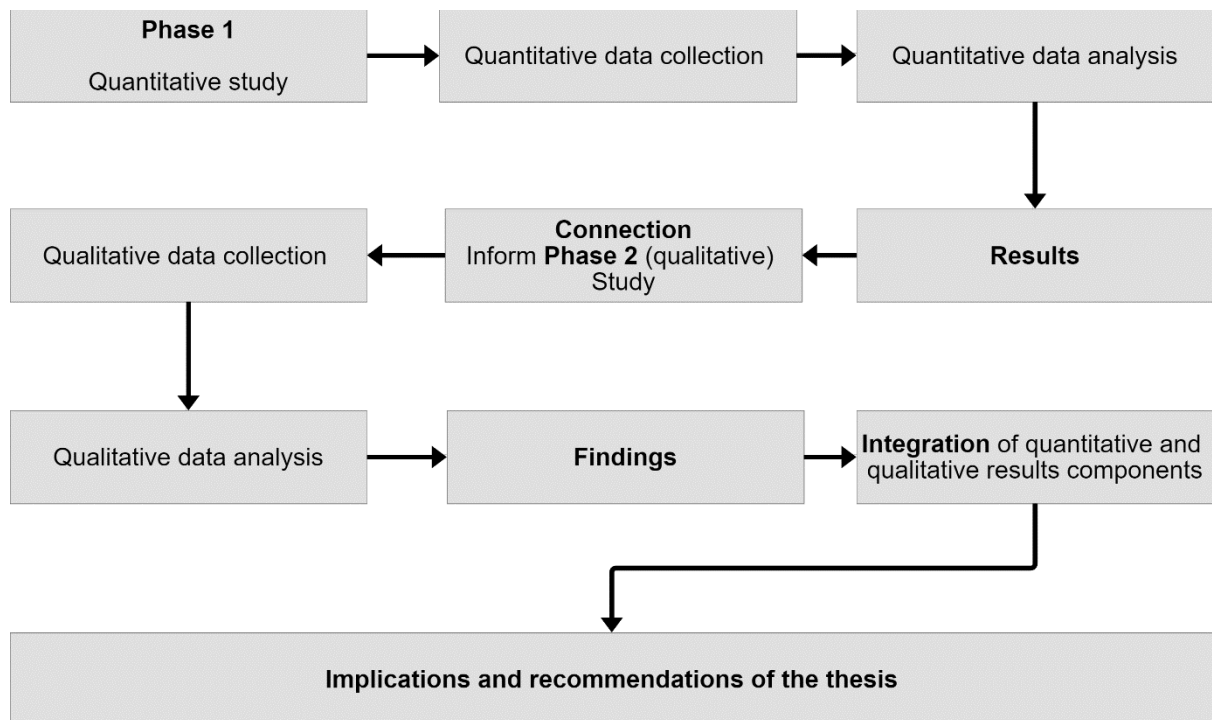 Phase 1
Quantitative study
Quantitative data collection
Quantitative data analysis
Results
Connection
Inform Phase 2 (qualitative)
Study
Qualitative data collection
Qualitative data analysis
Findings
Integration of quantitative and
qualitative results components
Implications and recommendations of the thesis